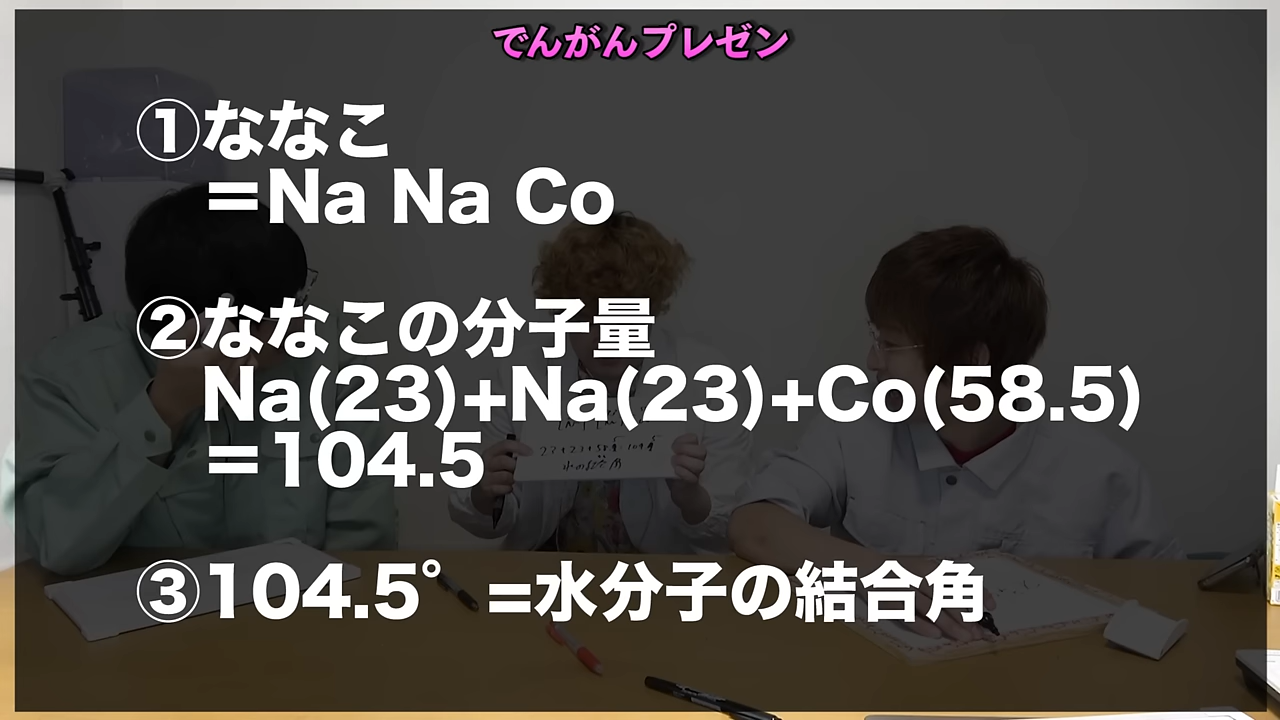 でんがんプレゼン
①ななこ
＝Na Na Co
②ななこの分子量
Na(23)+Na(23)+Co(58.5)
＝104.5
③104.5°=水分子の結合角